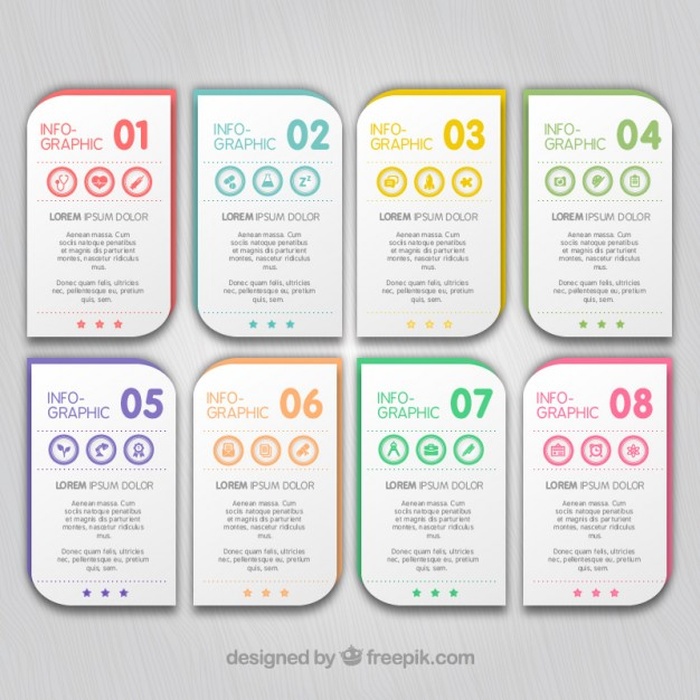 INFO-
GRAPHIC 01
LOREM IPSUM DOLOR
Aenean massa. Cum
sociis natoque penatibus
et magnis dis parturient
montes, nascetur ridiculus
mus.
Donec quam felis, ultricies
nec, pellentesque eu, pretium
quis, sem.
INFO-
GRAPHIC 02
Zz
LOREM IPSUM DOLOR
Aenean massa. Cum
sociis natoque penatibus
et magnis dis parturient
montes, nascetur ridiculus
mus.
Donec quam felis, ultricies
nec, pellentesque eu, pretium
quis, sem.
INFO-
GRAPHIC 03
LOREM IPSUM DOLOR
Aenean massa. Cum
sociis natoque penatibus
et magnis dis parturient
montes, nascetur ridiculus
mus.
Donec quam felis, ultricies
nec, pellentesque eu, pretium
quis, sem.
INFO-
GRAPHIC 04
LOREM IPSUM DOLOR
Aenean massa. Cum
sociis natoque penatibus
et magnis dis parturient
montes, nascetur ridiculus
mus.
Donec quam felis, ultricies
nec, pellentesque eu, pretium
quis, sem.
INFO-
GRAPHIC 05
LOREM IPSUM DOLOR
Aenean massa. Cum
sociis natoque penatibus
et magnis dis parturient
montes, nascetur ridiculus
mus.
Donec quam felis, ultricies
nec, pellentesque eu, pretium
quis, sem.
INFO-
GRAPHIC 06
LOREM IPSUM DOLOR
Aenean massa. Cum
sociis natoque penatibus
et magnis dis parturient
montes, nascetur ridiculus
mus.
Donec quam felis, ultricies
nec, pellentesque eu, pretium
quis, sem.
INFO-
GRAPHIC 07
LOREM IPSUM DOLOR
Aenean massa. Cum
sociis natoque penatibus
et magnis dis parturient
montes, nascetur ridiculus
mus.
Donec quam felis, ultricies
nec, pellentesque eu, pretium
quis, sem.
INFO-
GRAPHIC 08
LOREM IPSUM DOLOR
Aenean massa. Cum
sociis natoque penatibus
et magnis dis parturient
montes, nascetur ridiculus
mus.
Donec quam felis, ultricies
nec, pellentesque eu, pretium
quis, sem.
designed by freepik.com